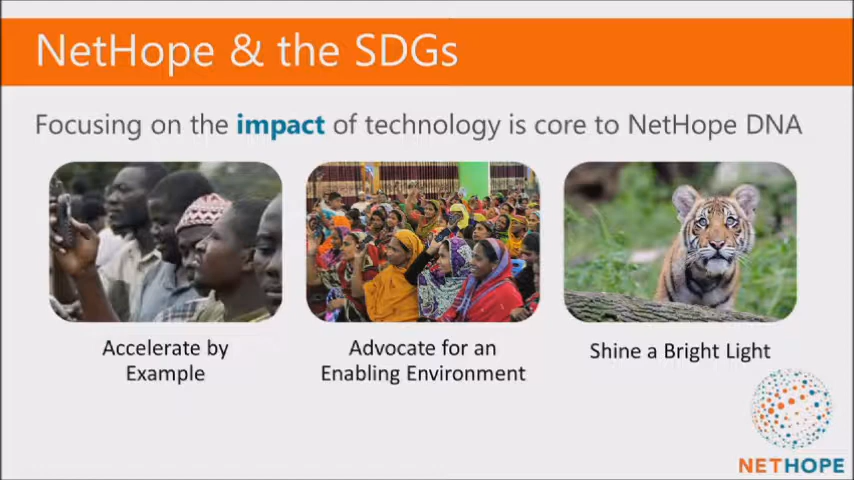 NetHope & the SDGs
Focusing on the impact of technology is core to NetHope DNA
Accelerate by
Example
Advocate for an
Enabling Environment
Shine a Bright Light
NETHOPE